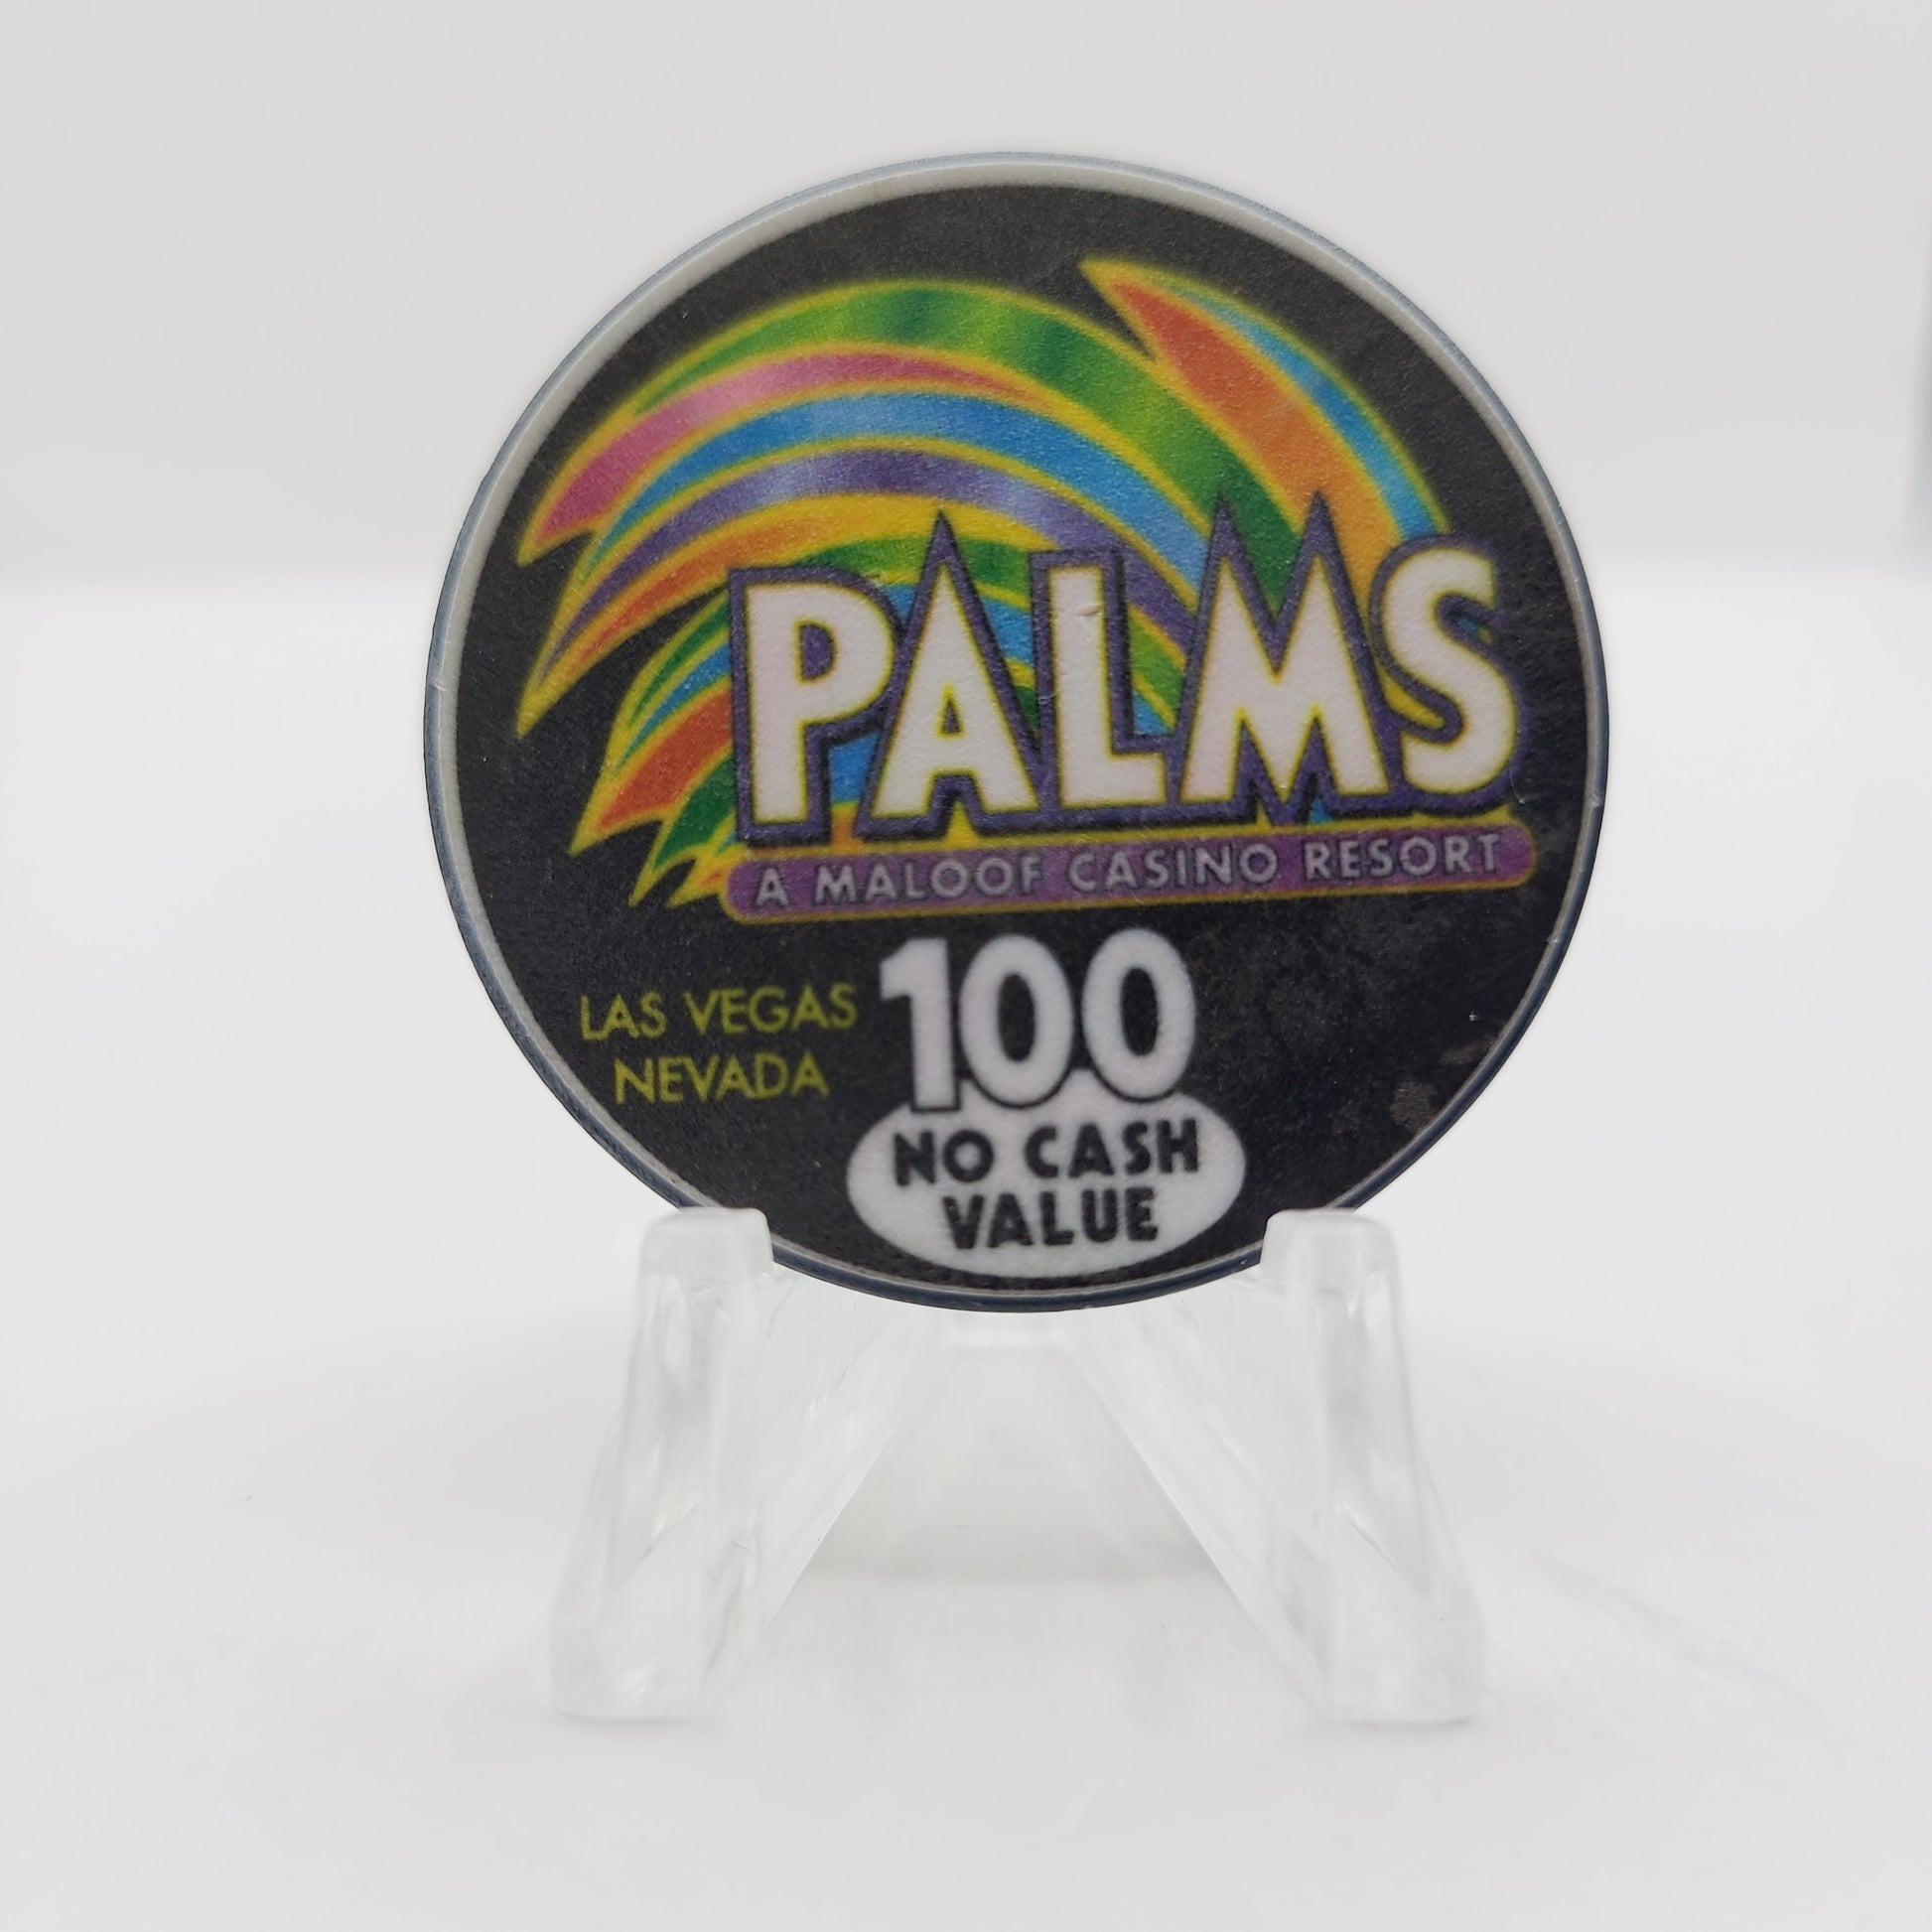 PALMS
A MALOOF CASINO RESORT
100
LAS VEGAS
NEVADA
NO CASH
VALUE